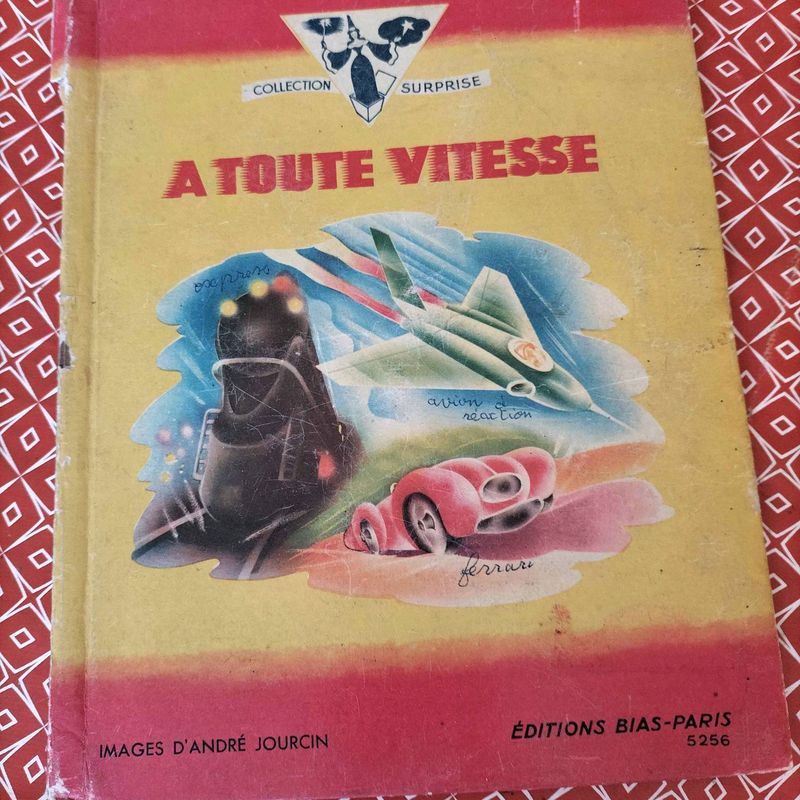 COLLECTION SURPRISE
A TOUTE VITESSE
express
avion à
réaction
ferrari
IMAGES D'ANDRÉ JOURCIN
ÉDITIONS BIAS-PARIS
5256